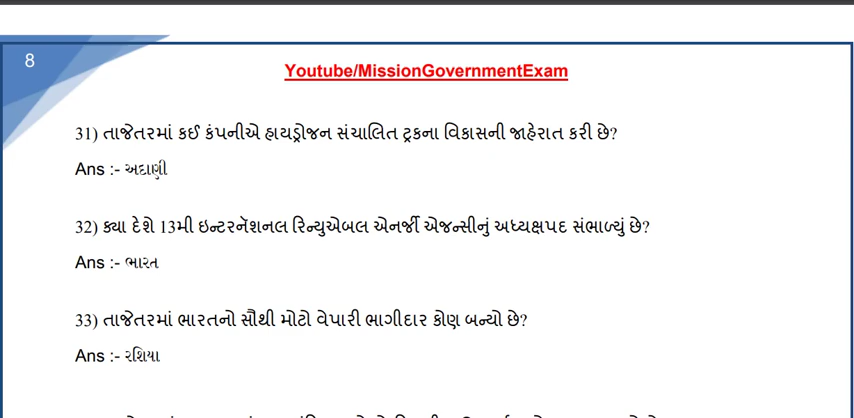 8
Youtube/MissionGovernmentExam
31) તાજેતરમાં કઈ કંપનીએ હાયડ્રોજન સંચાલિત ટ્રકના વિકાસની જાહેરાત કરી છે?
Ans :- અદાણી
32) ક્યા દેશે 13મી ઇન્ટરનૅશનલ રિન્યુએબલ એનર્જી એજન્સીનું અધ્યક્ષપદ સંભાળ્યું છે?
Ans :- ભારત
33) તાજેતરમાં ભારતનો સૌથી મોટો વેપારી ભાગીદાર કોણ બન્યો છે?
Ans :- રશિયા